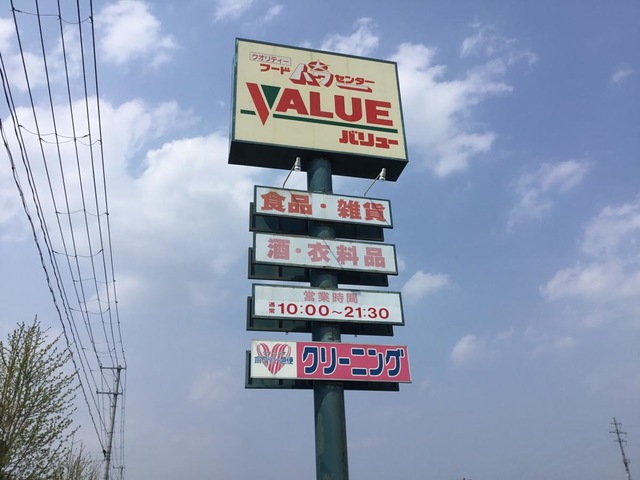 クオリティー
フード センター
VALUE
バリュー
食品・雑貨
酒・衣料品
営業時間
通常 10:00～21:30
クリーニング